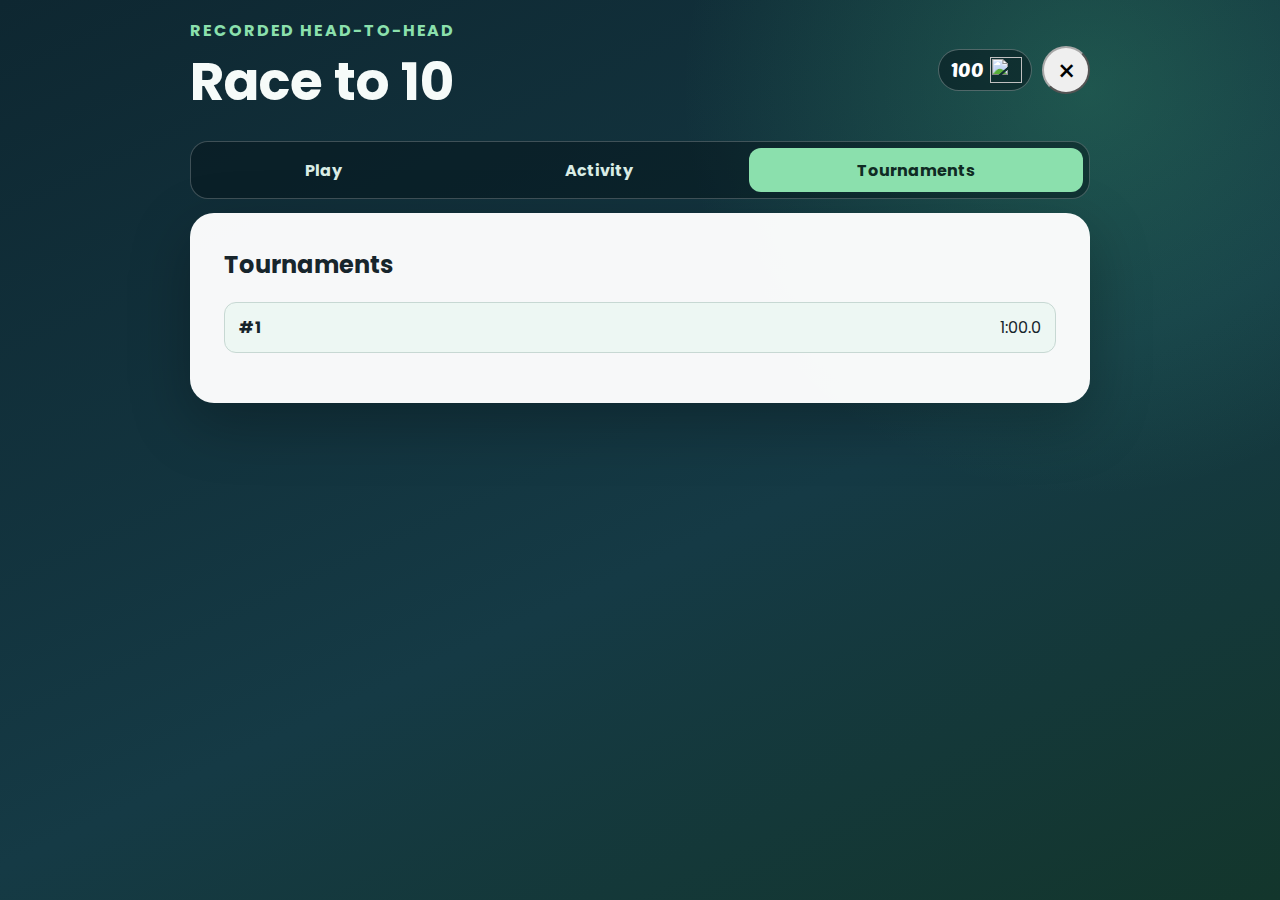 RECORDED HEAD-TO-HEAD
Race to 10
100
×
Play
Activity
Tournaments
Tournaments
#1
1:00.0